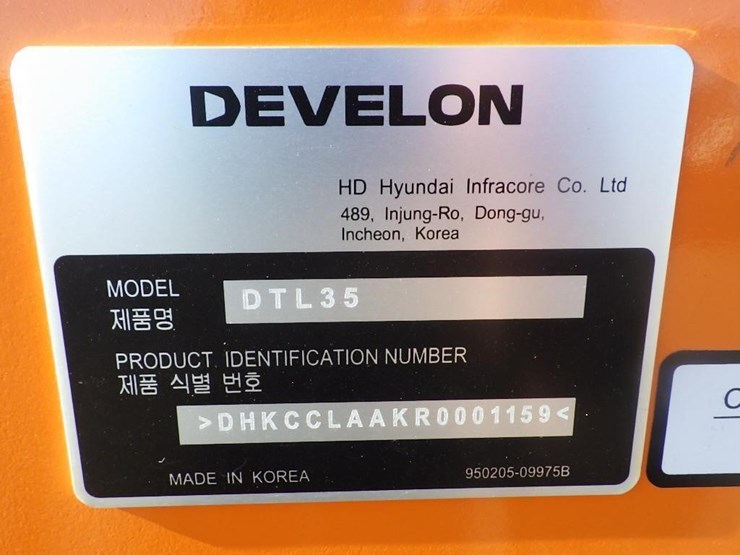 DEVELON
HD Hyundai Infracore Co. Ltd
489, Injung-Ro, Dong-gu,
Incheon, Korea
MODEL
제품명
DTL35
PRODUCT IDENTIFICATION NUMBER
제품 식별 번호
>DHKCCLAAKR0001159<
MADE IN KOREA
950205-09975B